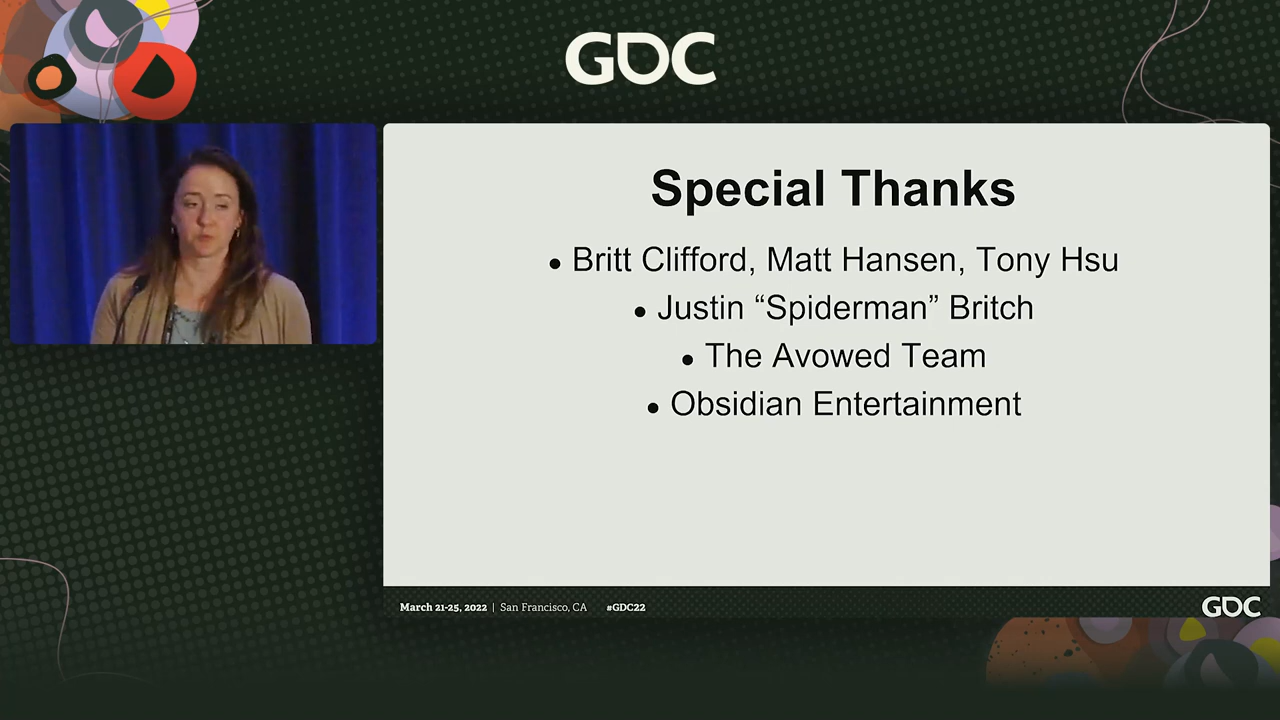 GDC
Special Thanks
• Britt Clifford, Matt Hansen, Tony Hsu
• Justin “Spiderman” Britch
• The Avowed Team
• Obsidian Entertainment
March 21-25, 2022 | San Francisco, CA #GDC22
GDC